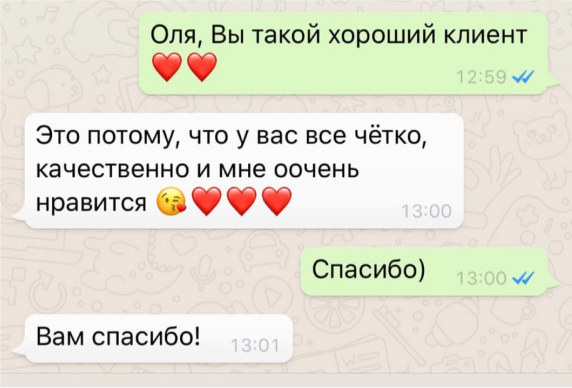 Оля, Вы такой хороший клиент
❤️❤️
12:59
Это потому, что у вас все чётко,
качественно и мне оочень
нравится 😘❤️❤️❤️
13:00
Спасибо)
13:00
Вам спасибо!
13:01